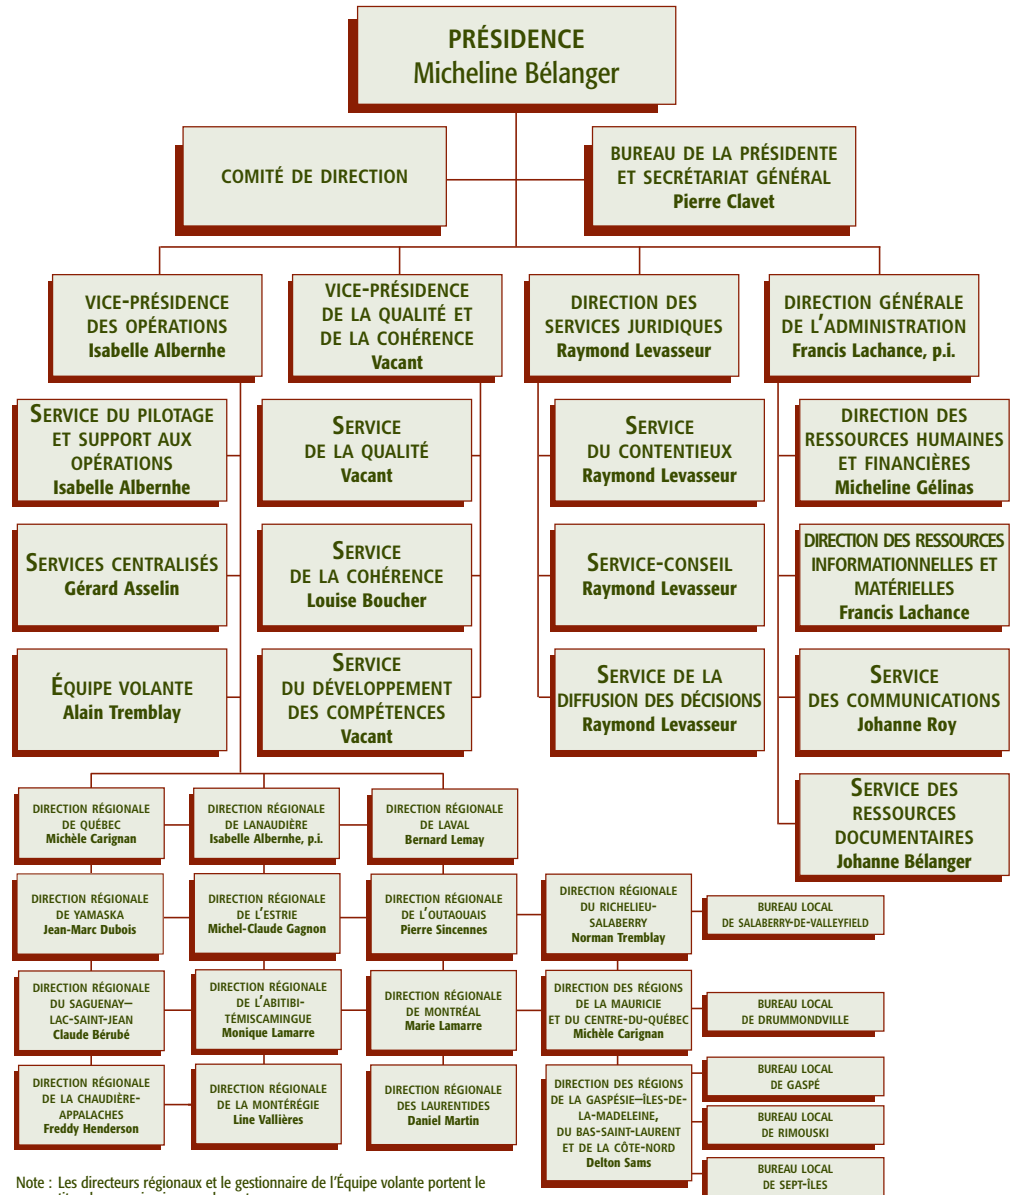 PRÉSIDENCE
Micheline Bélanger
COMITÉ DE DIRECTION
BUREAU DE LA PRÉSIDENTE
ET SECRÉTARIAT GÉNÉRAL
Pierre Clavet
VICE-PRÉSIDENCE
DES OPÉRATIONS
Isabelle Albernhe
VICE-PRÉSIDENCE
DE LA QUALITÉ ET
DE LA COHÉRENCE
Vacant
DIRECTION DES
SERVICES JURIDIQUES
Raymond Levasseur
DIRECTION GÉNÉRALE
DE L'ADMINISTRATION
Francis Lachance, p.i.
SERVICE DU PILOTAGE
ET SUPPORT AUX
OPÉRATIONS
Isabelle Albernhe
SERVICE
DE LA QUALITÉ
Vacant
SERVICE
DU CONTENTIEUX
Raymond Levasseur
DIRECTION DES
RESSOURCES HUMAINES
ET FINANCIÈRES
Micheline Gélinas
SERVICES CENTRALISÉS
Gérard Asselin
SERVICE
DE LA COHÉRENCE
Louise Boucher
SERVICE-CONSEIL
Raymond Levasseur
DIRECTION DES RESSOURCES
INFORMATIONNELLES ET
MATÉRIELLES
Francis Lachance
ÉQUIPE VOLANTE
Alain Tremblay
SERVICE
DU DÉVELOPPEMENT
DES COMPÉTENCES
Vacant
SERVICE DE LA
DIFFUSION DES DÉCISIONS
Raymond Levasseur
SERVICE
DES COMMUNICATIONS
Johanne Roy
SERVICE DES
RESSOURCES
DOCUMENTAIRES
Johanne Bélanger
DIRECTION RÉGIONALE
DE QUÉBEC
Michèle Carignan
DIRECTION RÉGIONALE
DE LANAUDIÈRE
Isabelle Albernhe, p.i.
DIRECTION RÉGIONALE
DE LAVAL
Bernard Lemay
DIRECTION RÉGIONALE
DE YAMASKA
Jean-Marc Dubois
DIRECTION RÉGIONALE
DE L'ESTRIE
Michel-Claude Gagnon
DIRECTION RÉGIONALE
DE L'OUTAOUAIS
Pierre Sincennes
DIRECTION RÉGIONALE
DU RICHELIEU-
SALABERRY
Norman Tremblay
BUREAU LOCAL
DE SALABERRY-DE-VALLEYFIELD
DIRECTION RÉGIONALE
DU SAGUENAY–
LAC-SAINT-JEAN
Claude Bérubé
DIRECTION RÉGIONALE
DE L'ABITIBI-
TÉMISCAMINGUE
Monique Lamarre
DIRECTION RÉGIONALE
DE MONTRÉAL
Marie Lamarre
DIRECTION DES RÉGIONS
DE LA MAURICIE
ET DU CENTRE-DU-QUÉBEC
Michèle Carignan
BUREAU LOCAL
DE DRUMMONDVILLE
DIRECTION RÉGIONALE
DE LA CHAUDIÈRE-
APPALACHES
Freddy Henderson
DIRECTION RÉGIONALE
DE LA MONTÉRÉGIE
Line Vallières
DIRECTION RÉGIONALE
DES LAURENTIDES
Daniel Martin
DIRECTION DES RÉGIONS
DE LA GASPÉSIE–ÎLES-DE-
LA-MADELEINE,
DU BAS-SAINT-LAURENT
ET DE LA CÔTE-NORD
Delton Sams
BUREAU LOCAL
DE GASPÉ
BUREAU LOCAL
DE RIMOUSKI
BUREAU LOCAL
DE SEPT-ÎLES
Note : Les directeurs régionaux et le gestionnaire de l'Équipe volante portent le